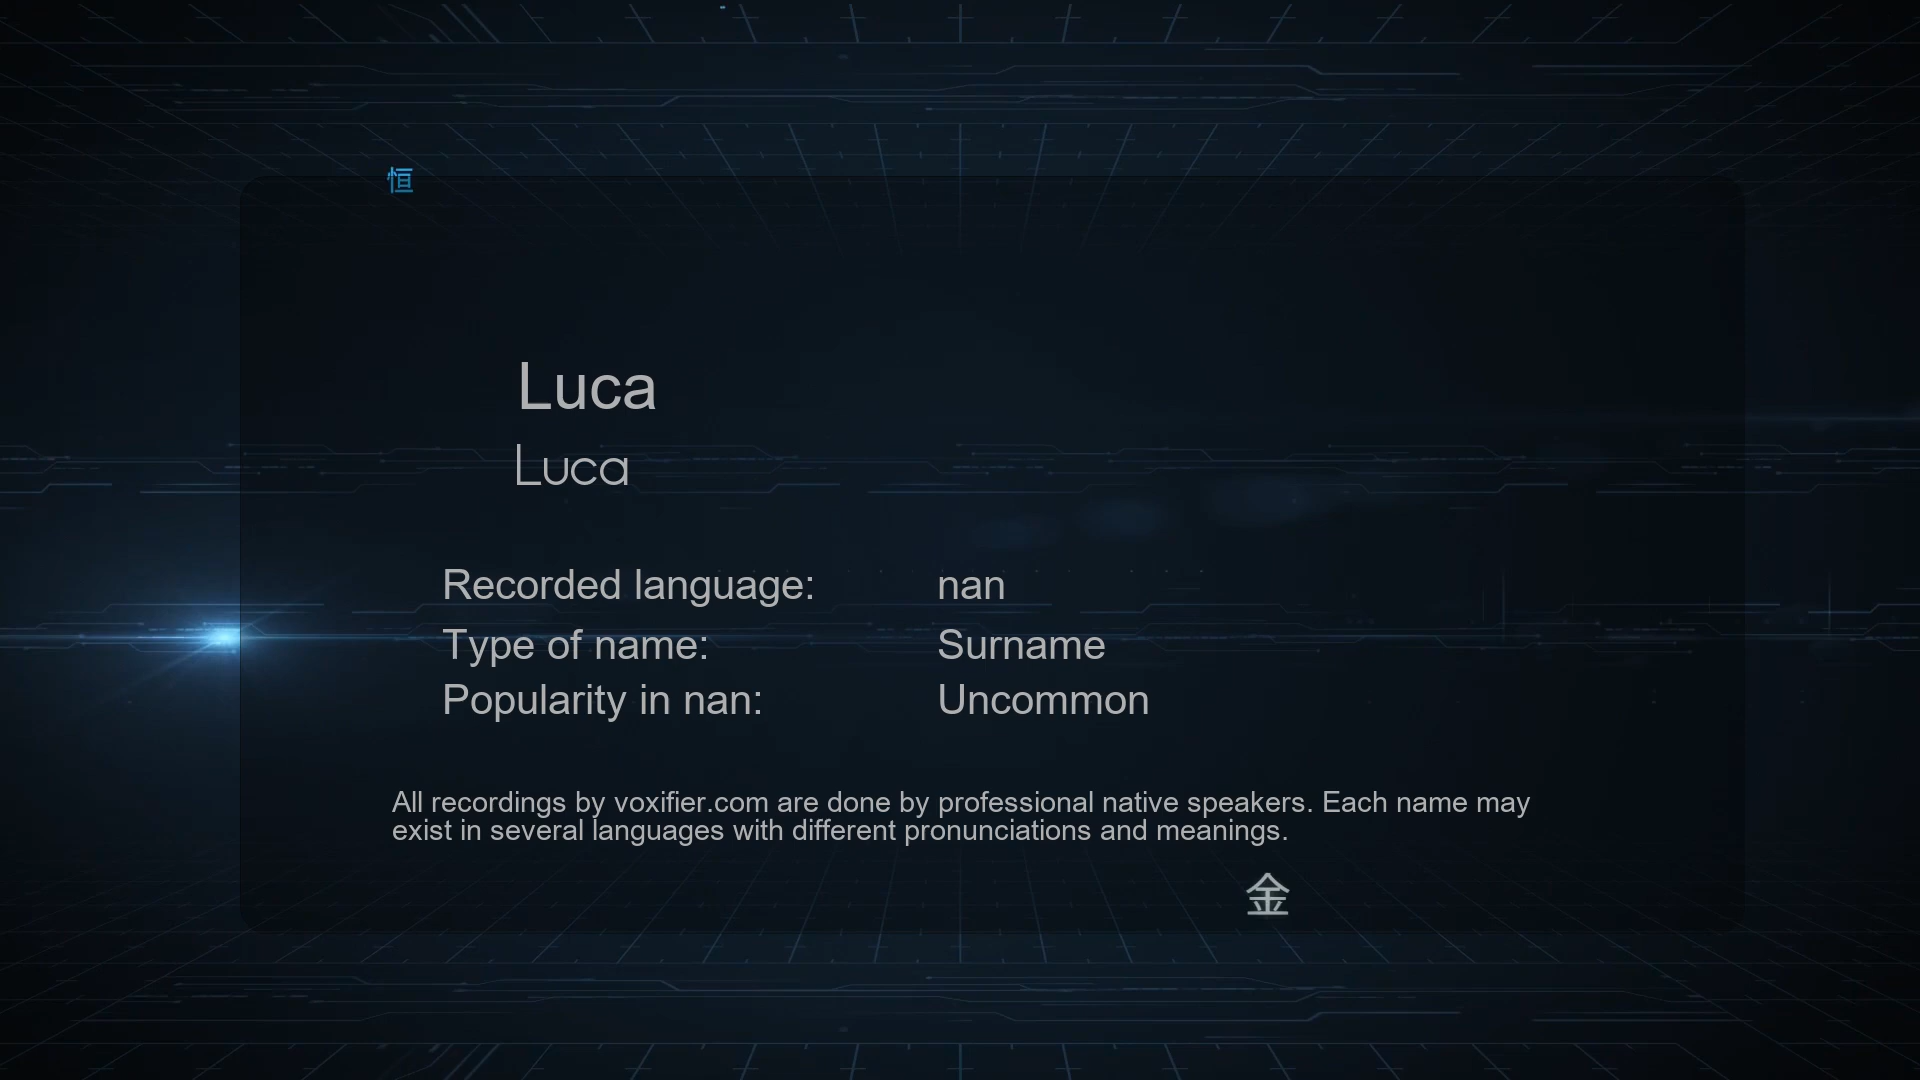 恒
Luca
Luca
Recorded language: nan
Type of name: Surname
Popularity in nan: Uncommon
All recordings by voxifier.com are done by professional native speakers. Each name may
exist in several languages with different pronunciations and meanings.
金